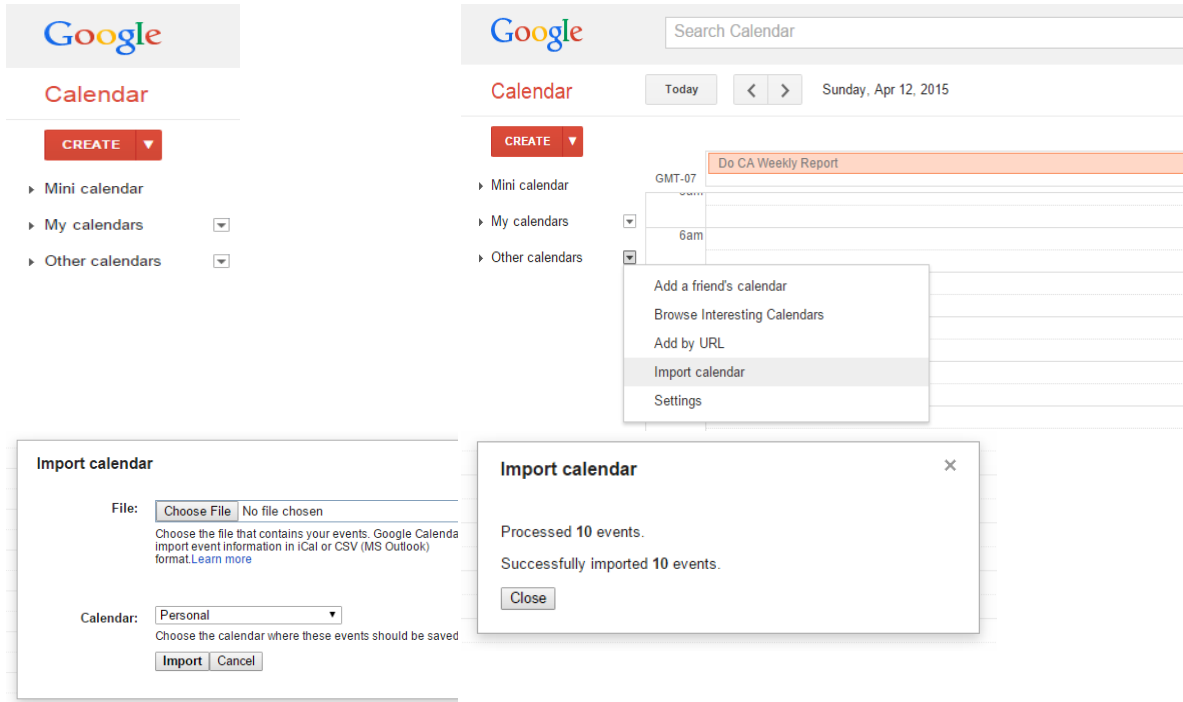 Google
Calendar
CREATE
Mini calendar
My calendars
Other calendars
Google
Search Calendar
Calendar
Today
Sunday, Apr 12, 2015
CREATE
Do CA Weekly Report
GMT-07
Mini calendar
My calendars
6am
Other calendars
Add a friend's calendar
Browse Interesting Calendars
Add by URL
Import calendar
Settings
Import calendar
File:
Choose File No file chosen
Choose the file that contains your events. Google Calenda
import event information in iCal or CSV (MS Outlook)
format.Learn more
Calendar:
Personal
Choose the calendar where these events should be saved
Import Cancel
Import calendar
Processed 10 events.
Successfully imported 10 events.
Close